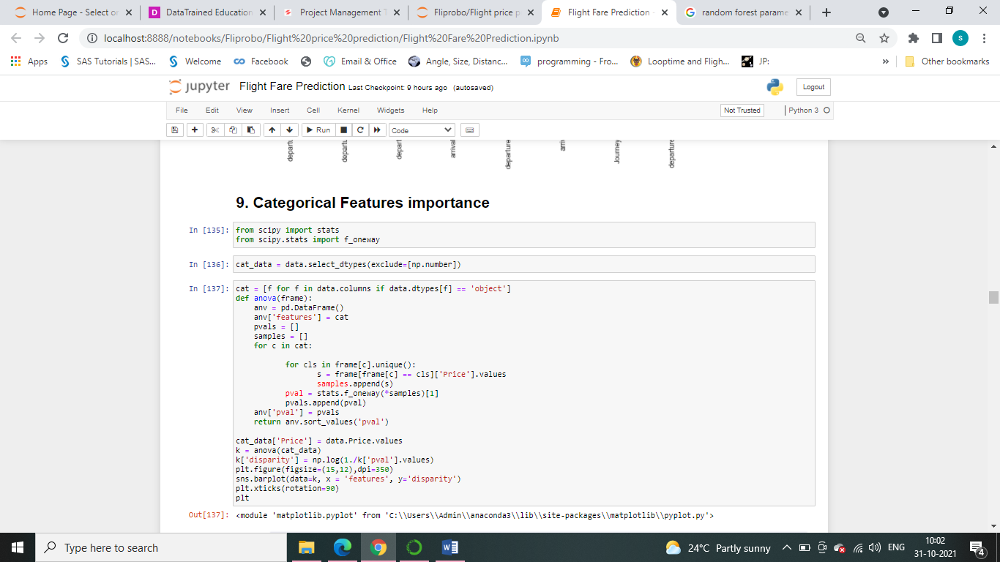 Home Page - Select or
DataTrained Education
Project Management T
Fliprobo/Flight price p
Flight Fare Prediction -
random forest parame
localhost:8888/notebooks/Fliprobo/Flight%20price%20prediction/Flight%20Fare%20Prediction.ipynb
Apps
SAS Tutorials | SAS...
Welcome
Facebook
Email & Office
Angle, Size, Distanc...
programming - Fro...
Looptime and Fligh...
JP:
»
Other bookmarks
jupyter Flight Fare Prediction Last Checkpoint: 9 hours ago (autosaved)
Logout
File Edit View Insert Cell Kernel Widgets Help
Not Trusted
Python 3
Run
Code
depart
departu
depart
arrival
departure
arri
Journey
departure
9. Categorical Features importance
In [135]: from scipy import stats
from scipy.stats import f_oneway
In [136]: cat_data = data.select_dtypes(exclude=[np.number])
In [137]: cat = [f for f in data.columns if data.dtypes[f] == 'object']
def anova(frame):
anv = pd.DataFrame()
anv['features'] = cat
pvals = []
samples = []
for c in cat:
for cls in frame[c].unique():
s = frame[frame[c] == cls]['Price'].values
samples.append(s)
pval = stats.f_oneway(*samples)[1]
pvals.append(pval)
anv['pval'] = pvals
return anv.sort_values('pval')
cat_data['Price'] = data.Price.values
k = anova(cat_data)
k['disparity'] = np.log(1./k['pval'].values)
plt.figure(figsize=(15,12),dpi=350)
sns.barplot(data=k, x = 'features', y='disparity')
plt.xticks(rotation=90)
plt
Out[137]: <module 'matplotlib.pyplot' from 'C:\\Users\\Admin\\anaconda3\\lib\\site-packages\\matplotlib\\pyplot.py'>
Type here to search
24°C Partly sunny
ENG
10:02
31-10-2021
4